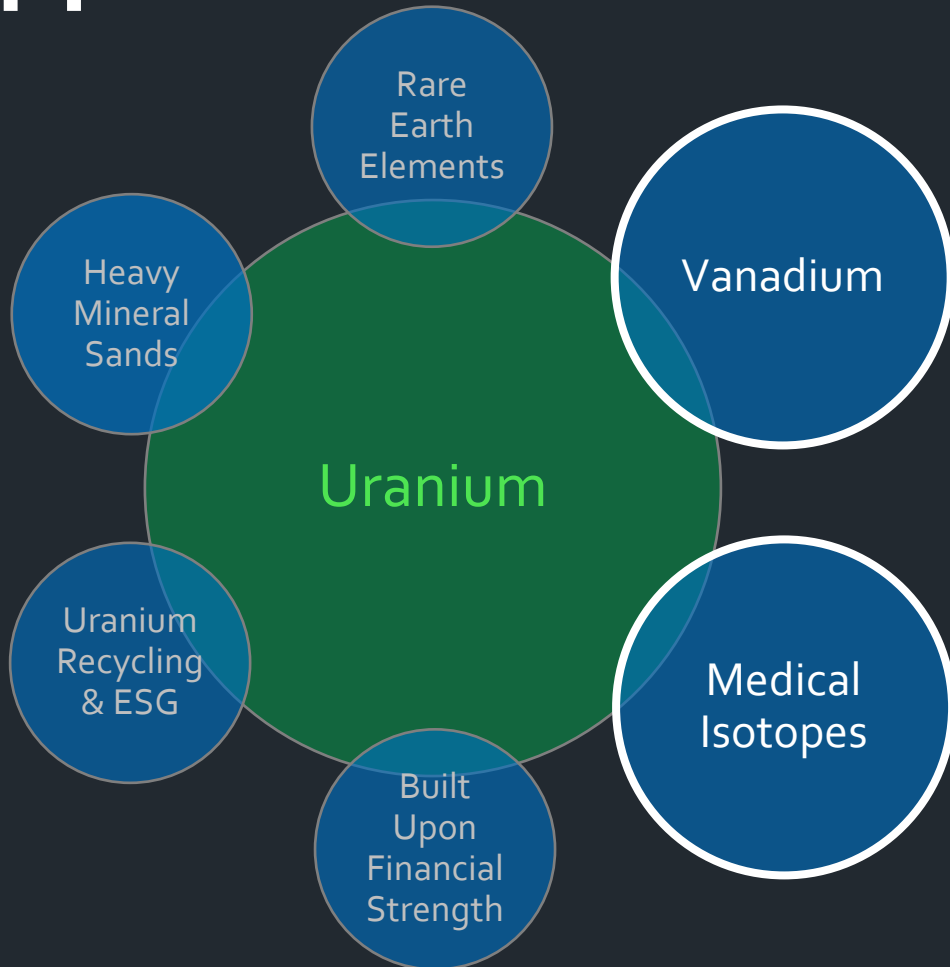 Rare
Earth
Elements
Vanadium
Heavy
Mineral
Sands
Uranium
Uranium
Recycling
& ESG
Medical
Isotopes
Built
Upon
Financial
Strength